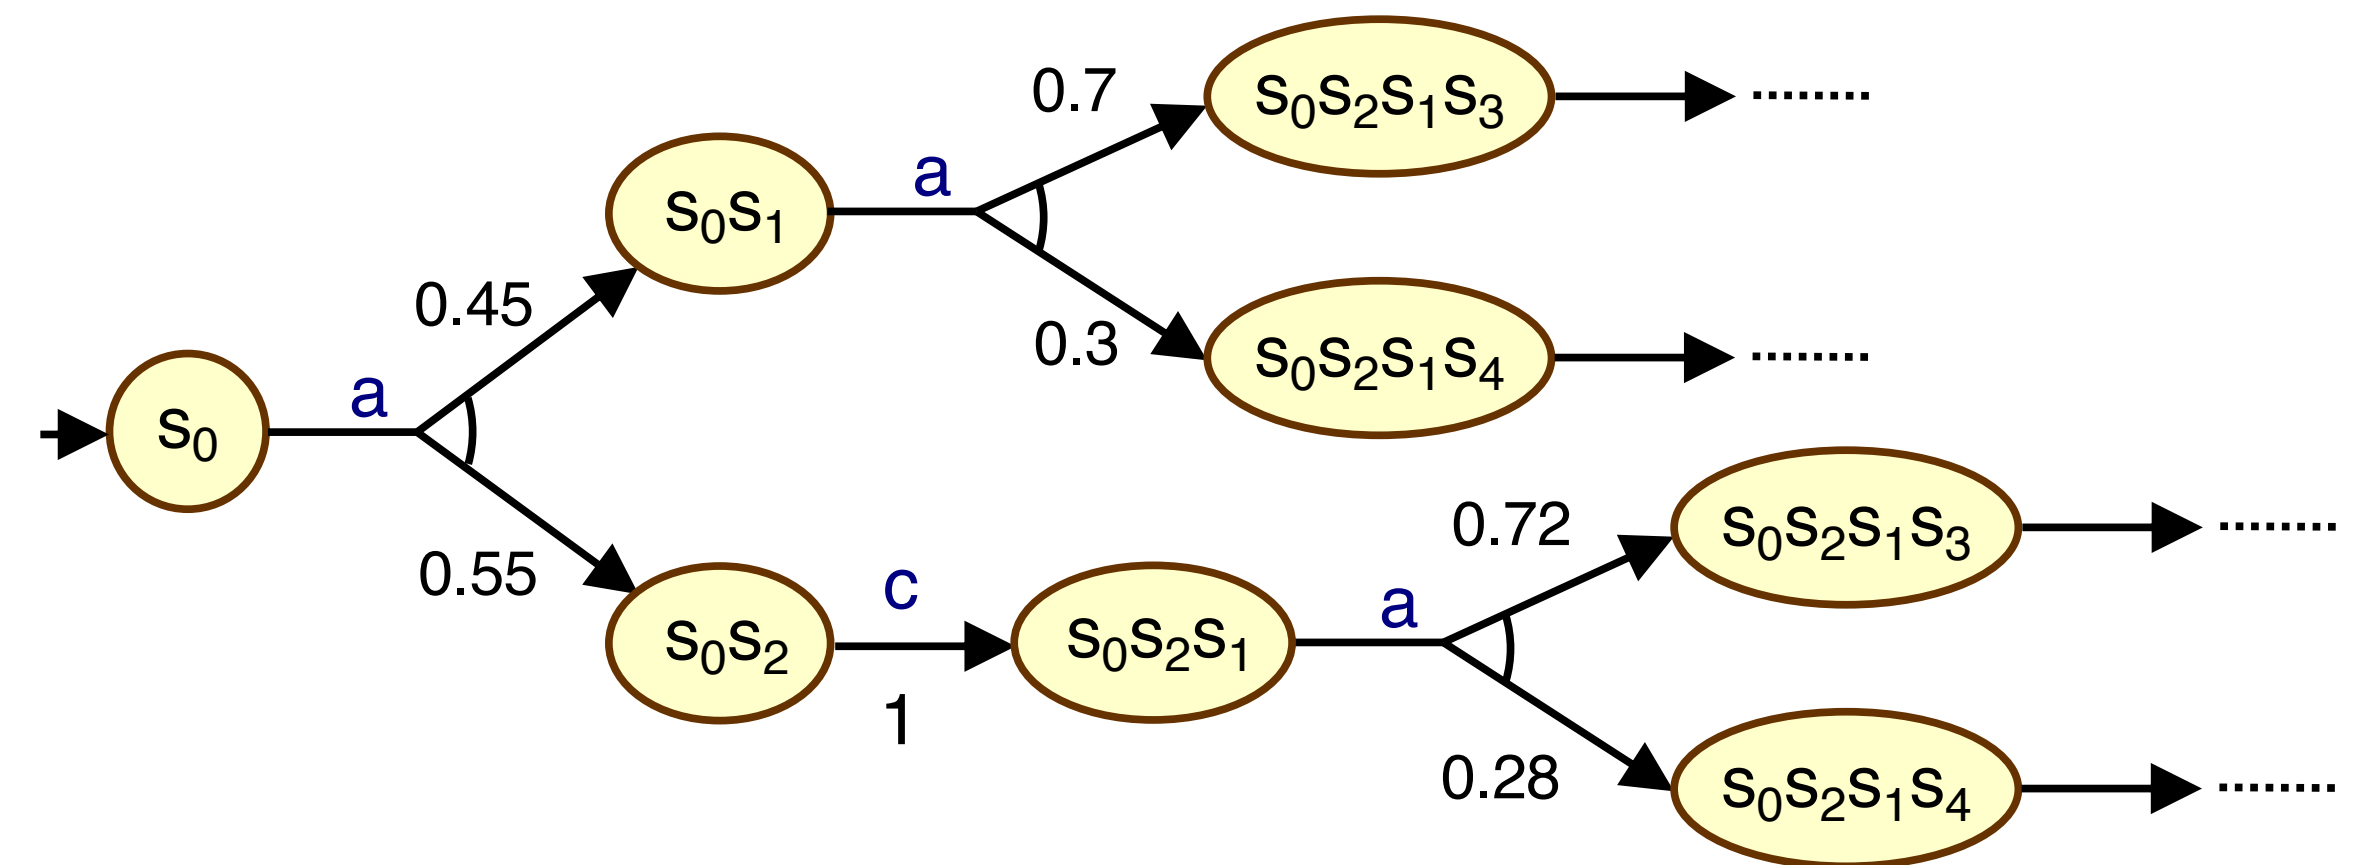 s₀
a
0.45
0.55
s₀s₁
a
0.7
0.3
s₀s₂s₁s₃
........
s₀s₂s₁s₄
........
s₀s₂
c
1
s₀s₂s₁
a
0.72
0.28
s₀s₂s₁s₃
........
s₀s₂s₁s₄
........